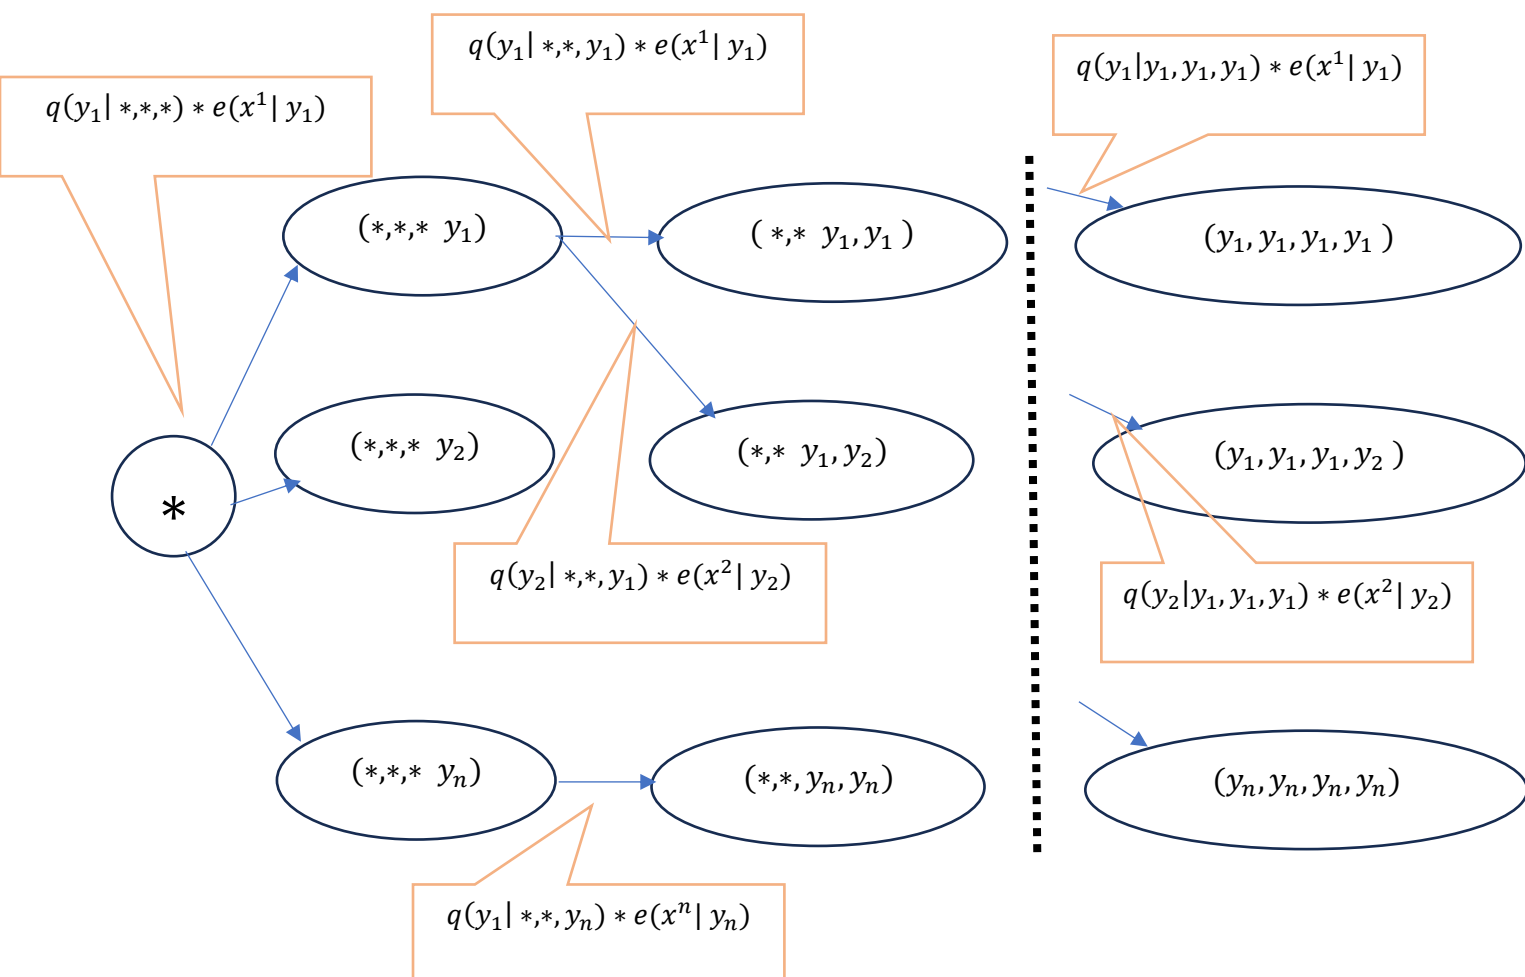 q(y₁| *,*, y₁) * e(x¹| y₁)
q(y₁|y₁, y₁, y₁) * e(x¹| y₁)
q(y₁| *,*,*) * e(x¹| y₁)
(*,*,* y₁)
( *,* y₁, y₁ )
(y₁, y₁, y₁, y₁ )
(*,*,* y₂)
(*,* y₁, y₂)
(y₁, y₁, y₁, y₂ )
*
q(y₂| *,*, y₁) * e(x²| y₂)
q(y₂|y₁, y₁, y₁) * e(x²| y₂)
(*,*,* yₙ)
(*,*, yₙ, yₙ)
(yₙ, yₙ, yₙ, yₙ)
q(y₁| *,*, yₙ) * e(xⁿ| yₙ)